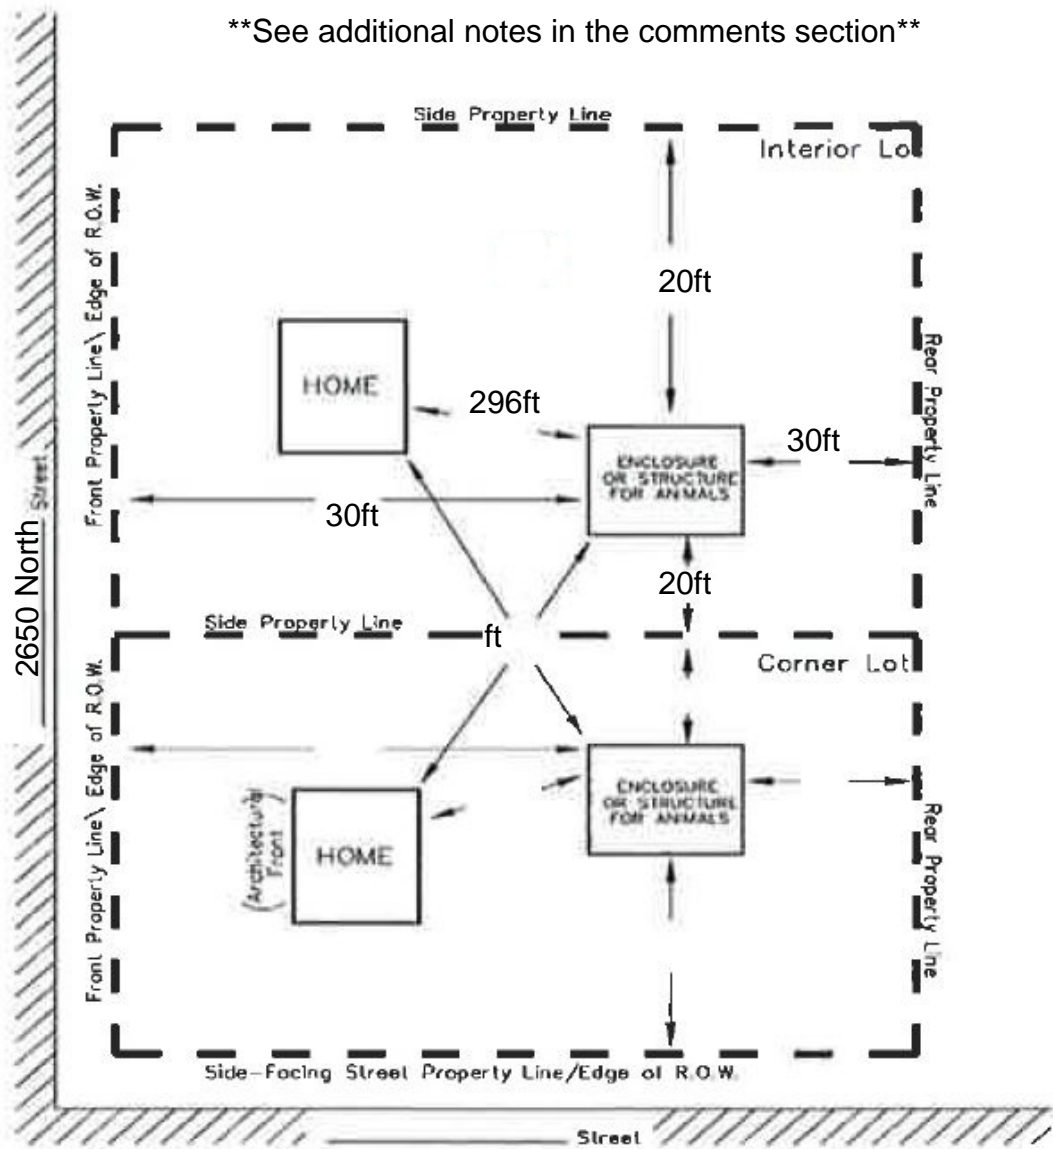 **See additional notes in the comments section**
Side Property Line
Interior Lo
Front Property Line\ Edge of R.O.W.
20ft
HOME
296ft
ENCLOSURE
OR STRUCTURE
FOR ANIMALS
30ft
Rear Property Line
30ft
2650 North Street
20ft
Side Property Line
ft
Corner Lot
Front Property Line\ Edge of R.O.W.
(Architectural
Front)
HOME
ENCLOSURE
OR STRUCTURE
FOR ANIMALS
Rear Property Line
Side-Facing Street Property Line/Edge of R.O.W.
Street